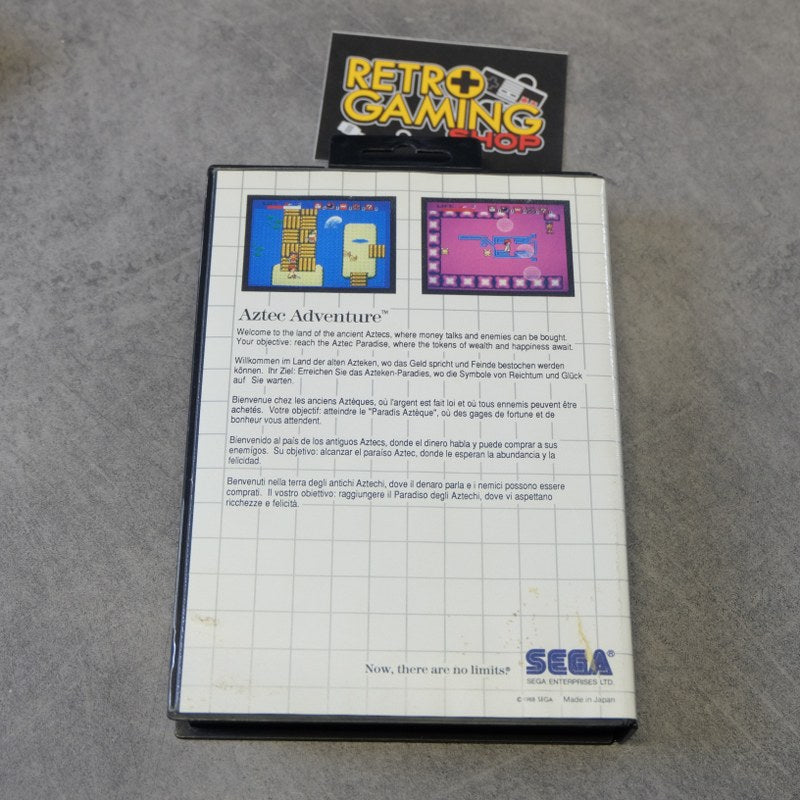 RETRO
GAMING
SHOP
Aztec Adventure™
Welcome to the land of the ancient Aztecs, where money talks and enemies can be bought.
Your objective: reach the Aztec Paradise, where the tokens of wealth and happiness await.
Willkommen im Land der alten Azteken, wo das Geld spricht und Feinde bestochen werden
können. Ihr Ziel: Erreichen Sie das Azteken-Paradies, wo die Symbole von Reichtum und Glück
auf Sie warten.
Bienvenue chez les anciens Aztèques, où l'argent est fait loi et où tous ennemis peuvent être
achetés. Votre objectif: atteindre le "Paradis Aztèque", où des gages de fortune et de
bonheur vous attendent.
Bienvenido al país de los antiguos Aztecs, donde el dinero habla y puede comprar a sus
enemigos. Su objetivo: alcanzar el paraíso Aztec, donde le esperan la abundancia y la
felicidad.
Benvenuti nella terra degli antichi Aztechi, dove il denaro parla e i nemici possono essere
comprati. Il vostro obiettivo: raggiungere il Paradiso degli Aztechi, dove vi aspettano
ricchezze e felicità.
Now, there are no limits.®
SEGA®
SEGA ENTERPRISES LTD.
© 1988 SEGA Made in Japan